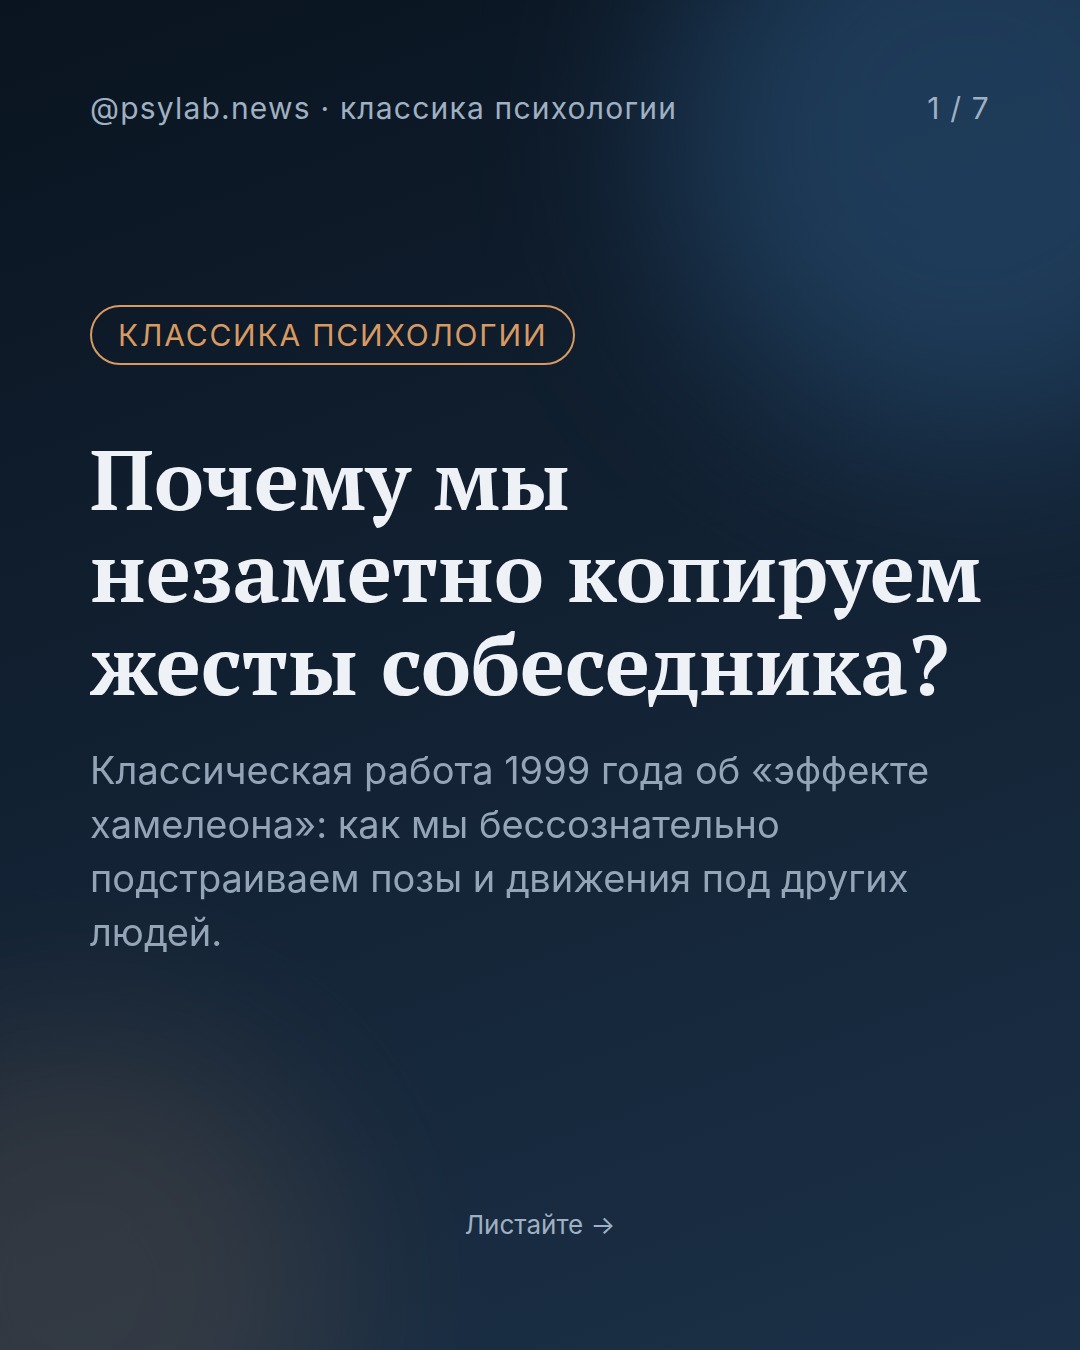 @psylab.news · классика психологии 1 / 7
КЛАССИКА ПСИХОЛОГИИ
Почему мы
незаметно копируем
жесты собеседника?
Классическая работа 1999 года об «эффекте
хамелеона»: как мы бессознательно
подстраиваем позы и движения под других
людей.
Листайте →